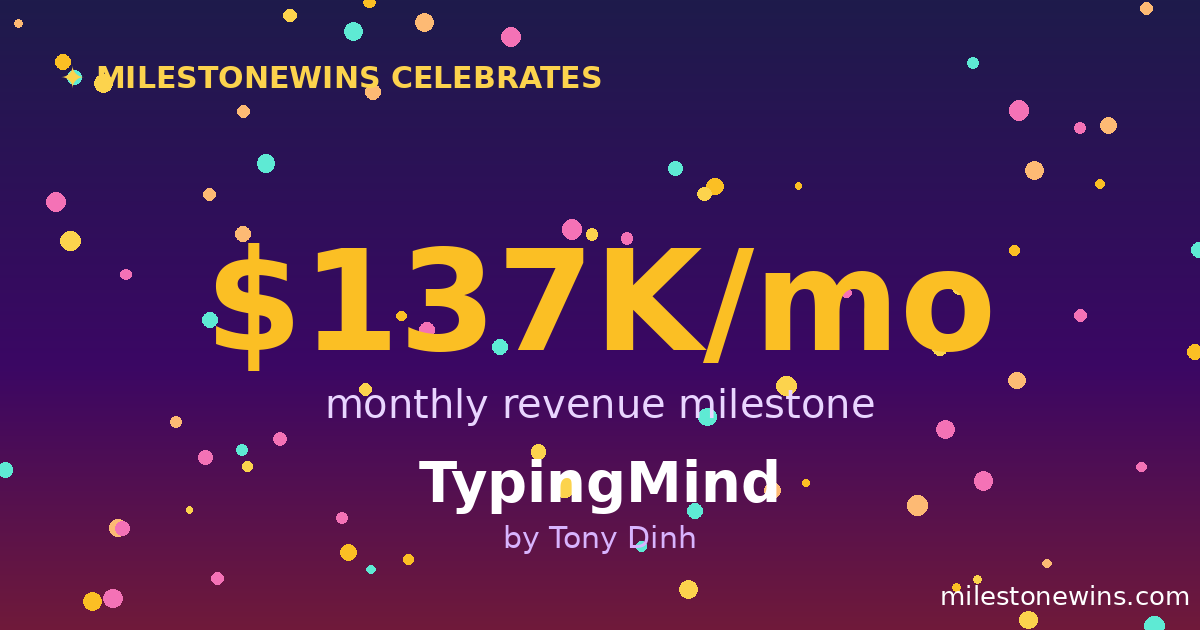 MILESTONEWINS CELEBRATES
$137K/mo
monthly revenue milestone
TypingMind
by Tony Dinh
milestonewins.com